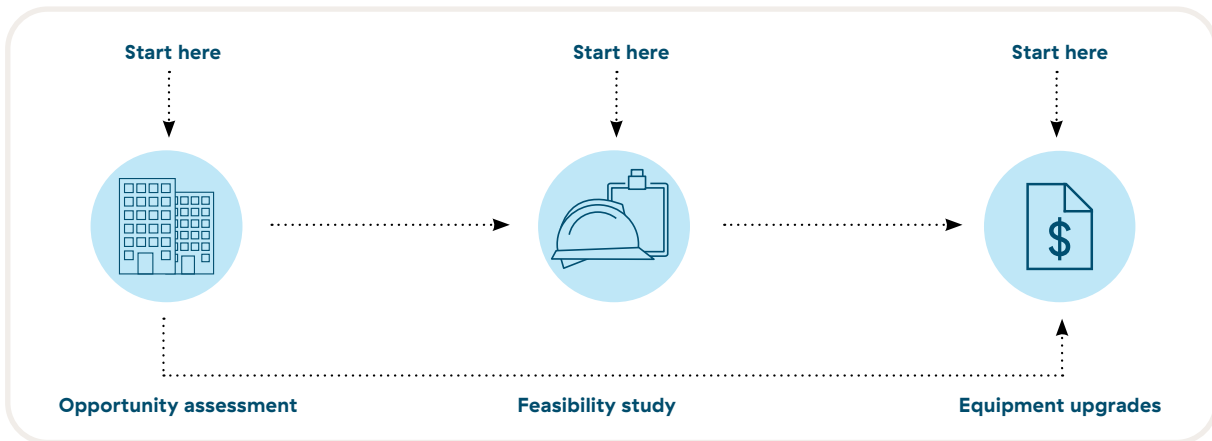 Start here
Start here
Start here
$
Opportunity assessment
Feasibility study
Equipment upgrades